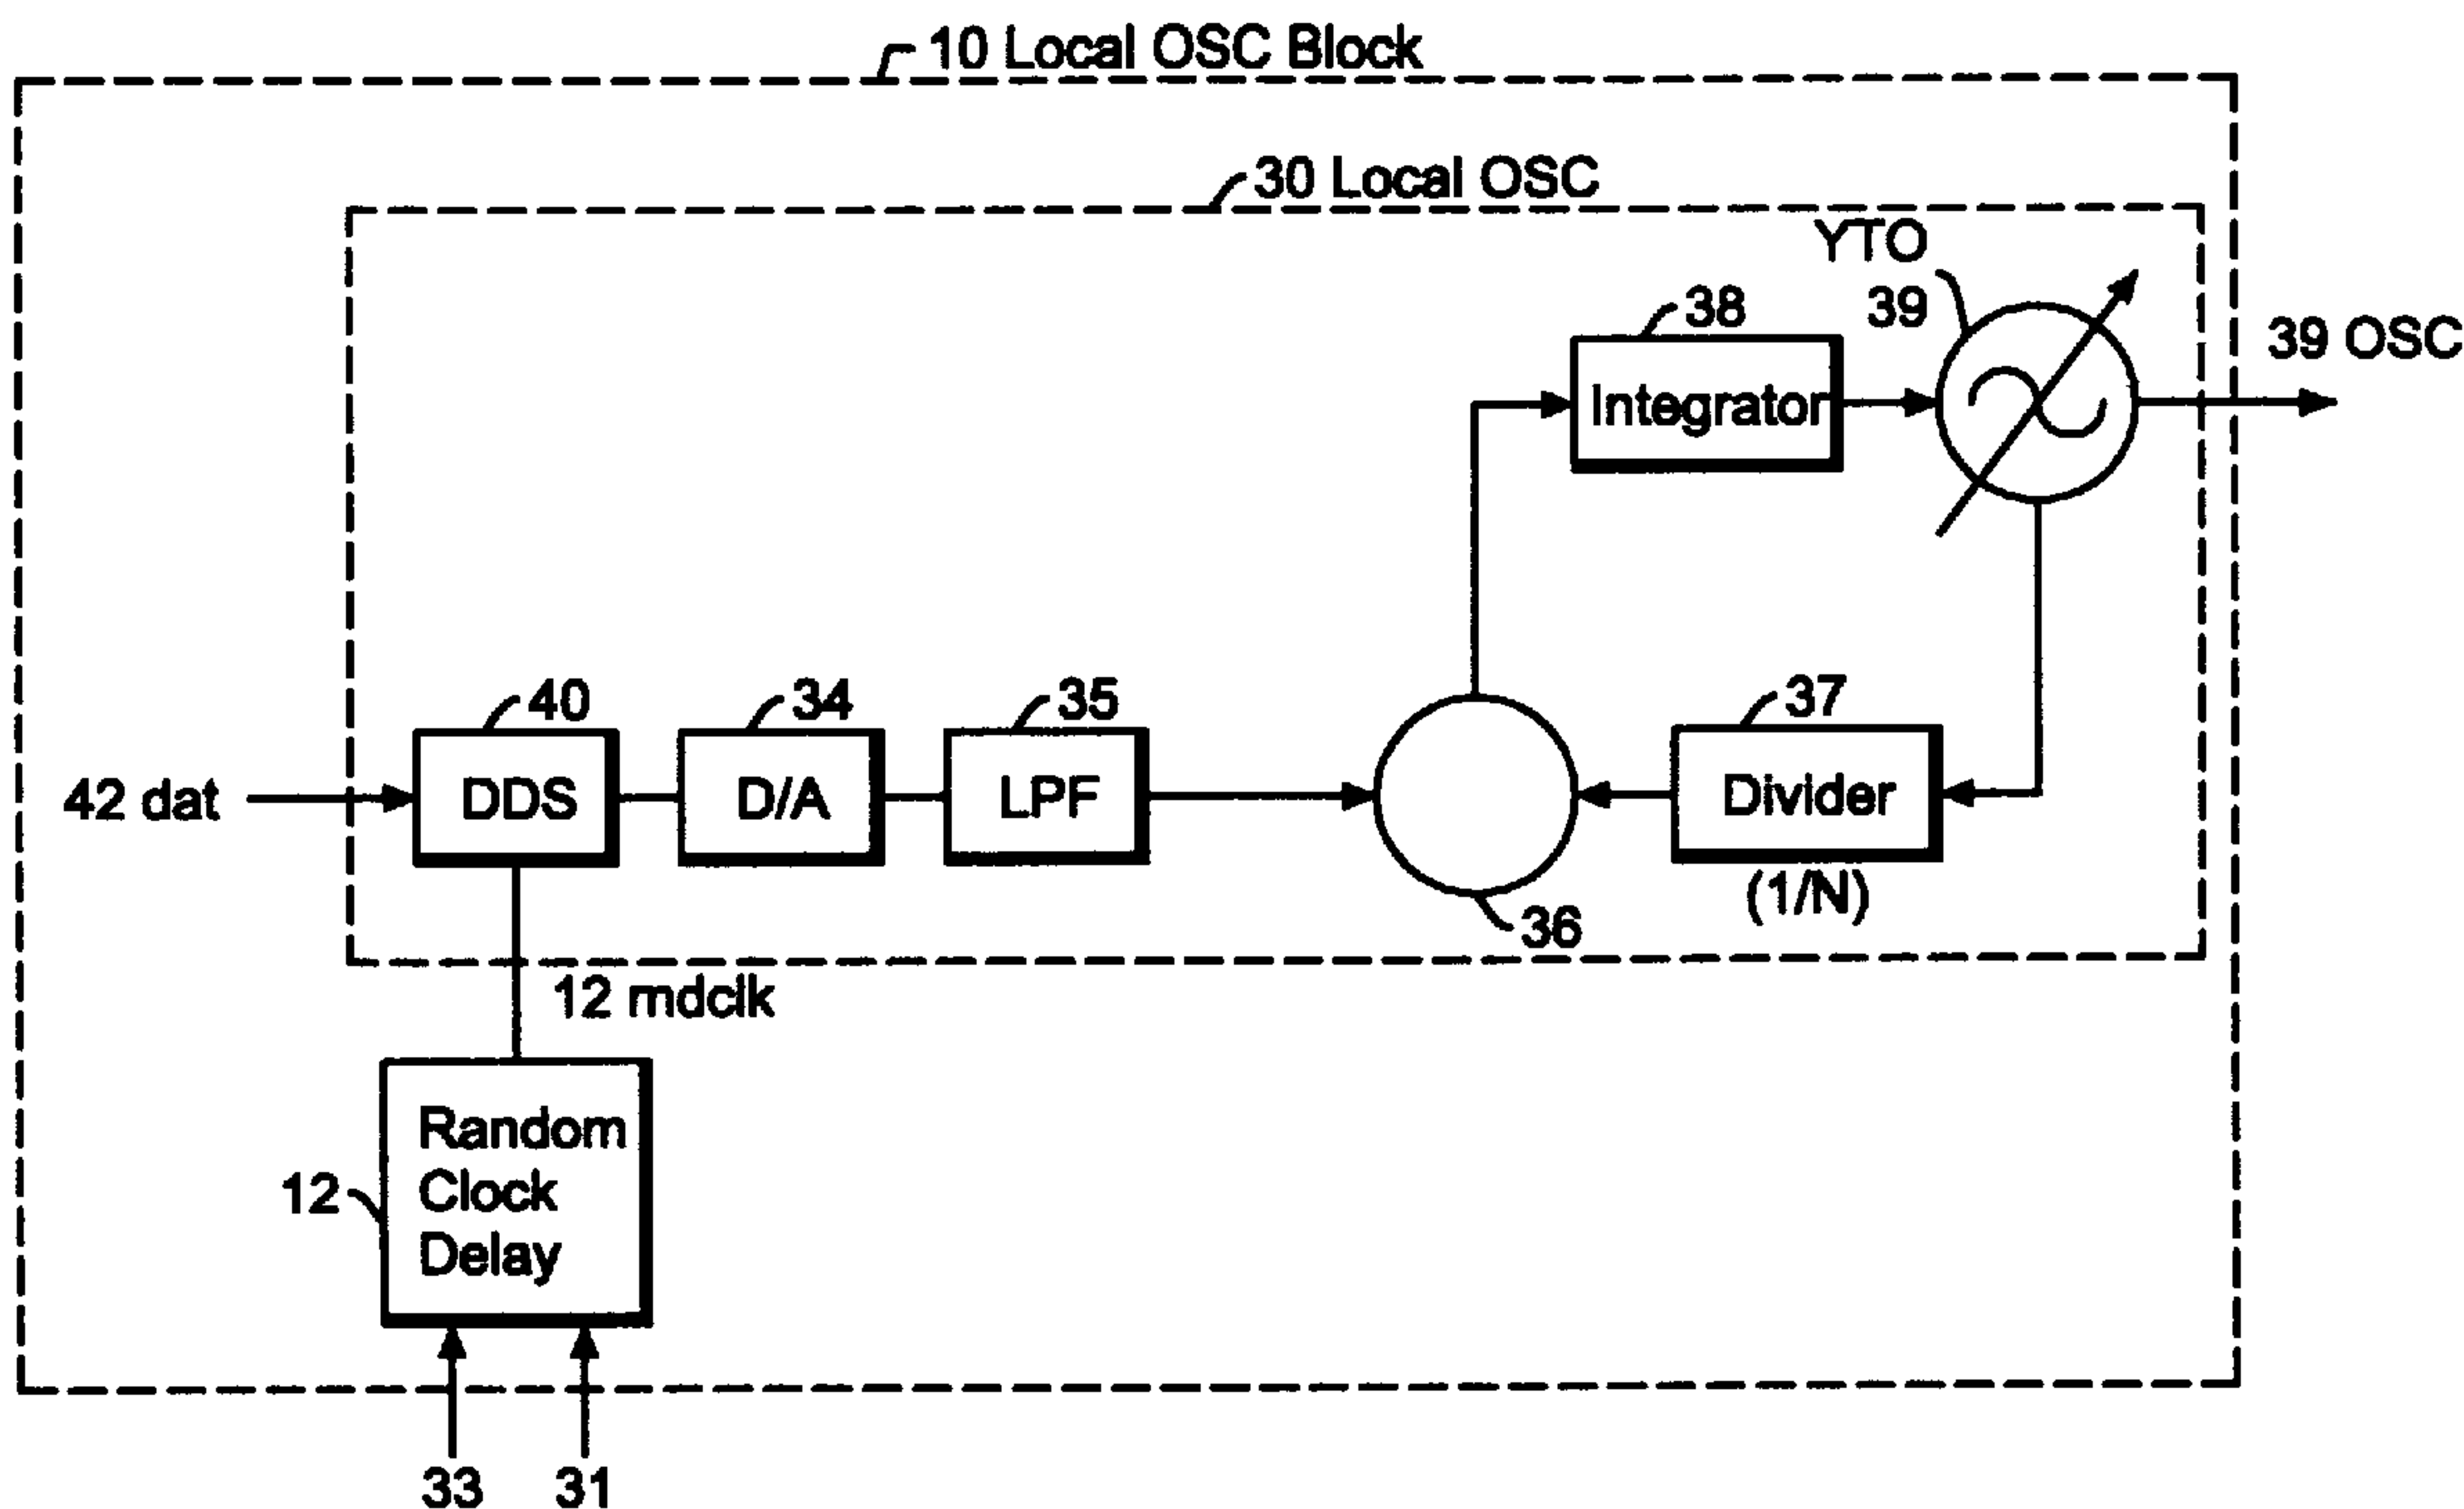 10 Local OSC Block
30 Local OSC
YTO
39
38
Integrator
39 OSC
40
34
35
37
42 dat
DDS
D/A
LPF
Divider
(1/N)
36
12 rndclk
Random
Clock
Delay
12
33
31